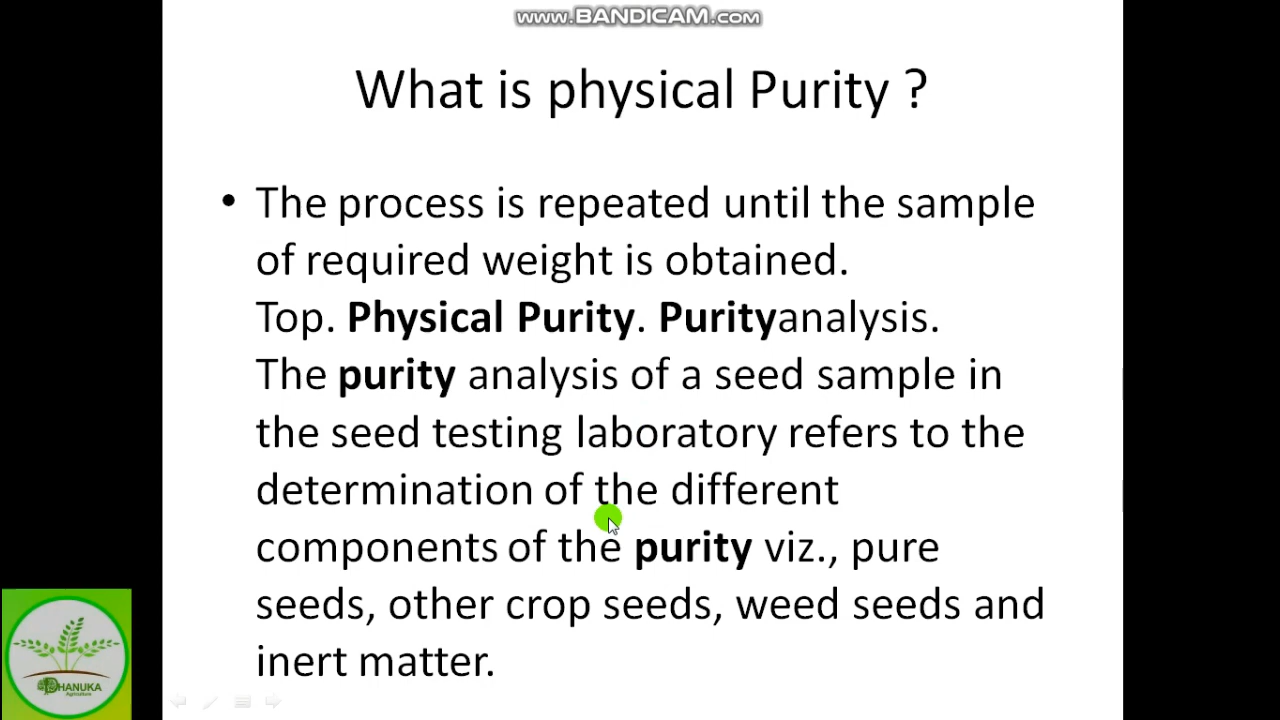 www.BANDICAM.com
What is physical Purity ?
• The process is repeated until the sample
of required weight is obtained.
Top. Physical Purity. Purityanalysis.
The purity analysis of a seed sample in
the seed testing laboratory refers to the
determination of the different
components of the purity viz., pure
seeds, other crop seeds, weed seeds and
inert matter.
DHANUKA
Agriculture